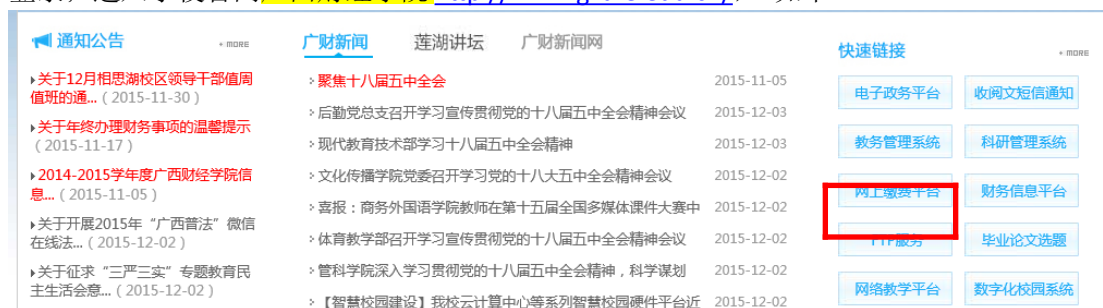 通知公告
• MORE
关于12月相思湖校区领导干部值周
值班的通...（2015-11-30）
关于年终办理财务事项的温馨提示
（2015-11-17）
2014-2015学年度广西财经学院信
息...（2015-11-05）
关于开展2015年“广西普法”微信
在线法...（2015-12-02）
关于征求“三严三实”专题教育民
主生活会意...（2015-12-02）
广财新闻 莲湖讲坛 广财新闻网
聚焦十八届五中全会 2015-11-05
后勤党总支召开学习宣传贯彻党的十八届五中全会精神会议 2015-12-03
现代教育技术部学习十八届五中全会精神 2015-12-03
文化传播学院党委召开学习党的十八大五中全会精神会议 2015-12-02
喜报：商务外国语学院教师在第十五届全国多媒体课件大赛中 2015-12-02
体育教学部召开学习宣传贯彻党的十八届五中全会精神会议 2015-12-02
管科学院深入学习贯彻党的十八届五中全会精神，科学谋划 2015-12-02
【智慧校园建设】我校云计算中心等系列智慧校园硬件平台近 2015-12-02
快速链接
• MORE
电子政务平台 收阅文短信通知
教务管理系统 科研管理系统
网上缴费平台 财务信息平台
FTP服务 毕业论文选题
网络教学平台 数字化校园系统